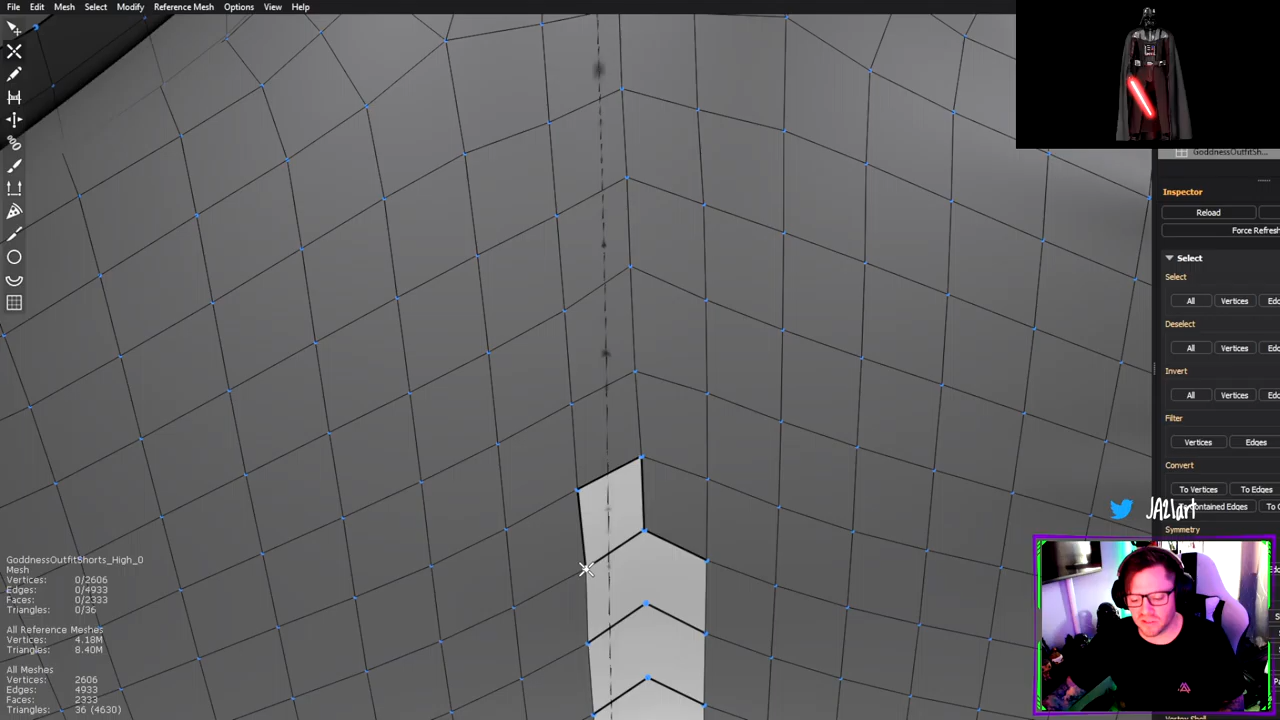 File Edit Mesh Select Modify Reference Mesh Options View Help
GoddnessOutfitSh...
Inspector
Reload
Force Refresh
Select
Select
All Vertices
Deselect
All Vertices
Invert
All Vertices
Filter
Vertices Edges
Convert
To Vertices To Edges
Contained Edges
JA21art
Symmetry
GoddnessOutfitShorts_High_0
Mesh
Vertices: 0/2606
Edges: 0/4933
Faces: 0/2333
Triangles: 0/36
All Reference Meshes
Vertices: 4.18M
Triangles: 8.40M
All Meshes
Vertices: 2606
Edges: 4933
Faces: 2333
Triangles: 36 (4630)